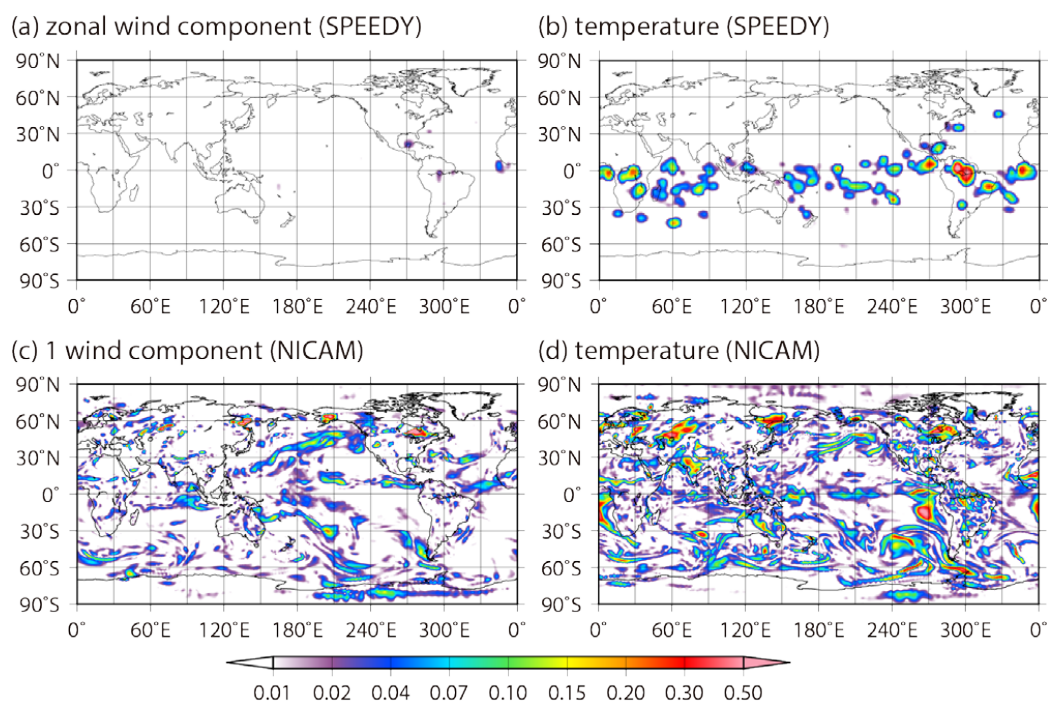 (a) zonal wind component (SPEEDY)
(b) temperature (SPEEDY)
90°N
60°N
30°N
0°
30°S
60°S
90°S
0° 60°E 120°E 180°E 240°E 300°E 0°
90°N
60°N
30°N
0°
30°S
60°S
90°S
0° 60°E 120°E 180°E 240°E 300°E 0°
(c) 1 wind component (NICAM)
(d) temperature (NICAM)
90°N
60°N
30°N
0°
30°S
60°S
90°S
0° 60°E 120°E 180°E 240°E 300°E 0°
90°N
60°N
30°N
0°
30°S
60°S
90°S
0° 60°E 120°E 180°E 240°E 300°E 0°
0.01 0.02 0.04 0.07 0.10 0.15 0.20 0.30 0.50